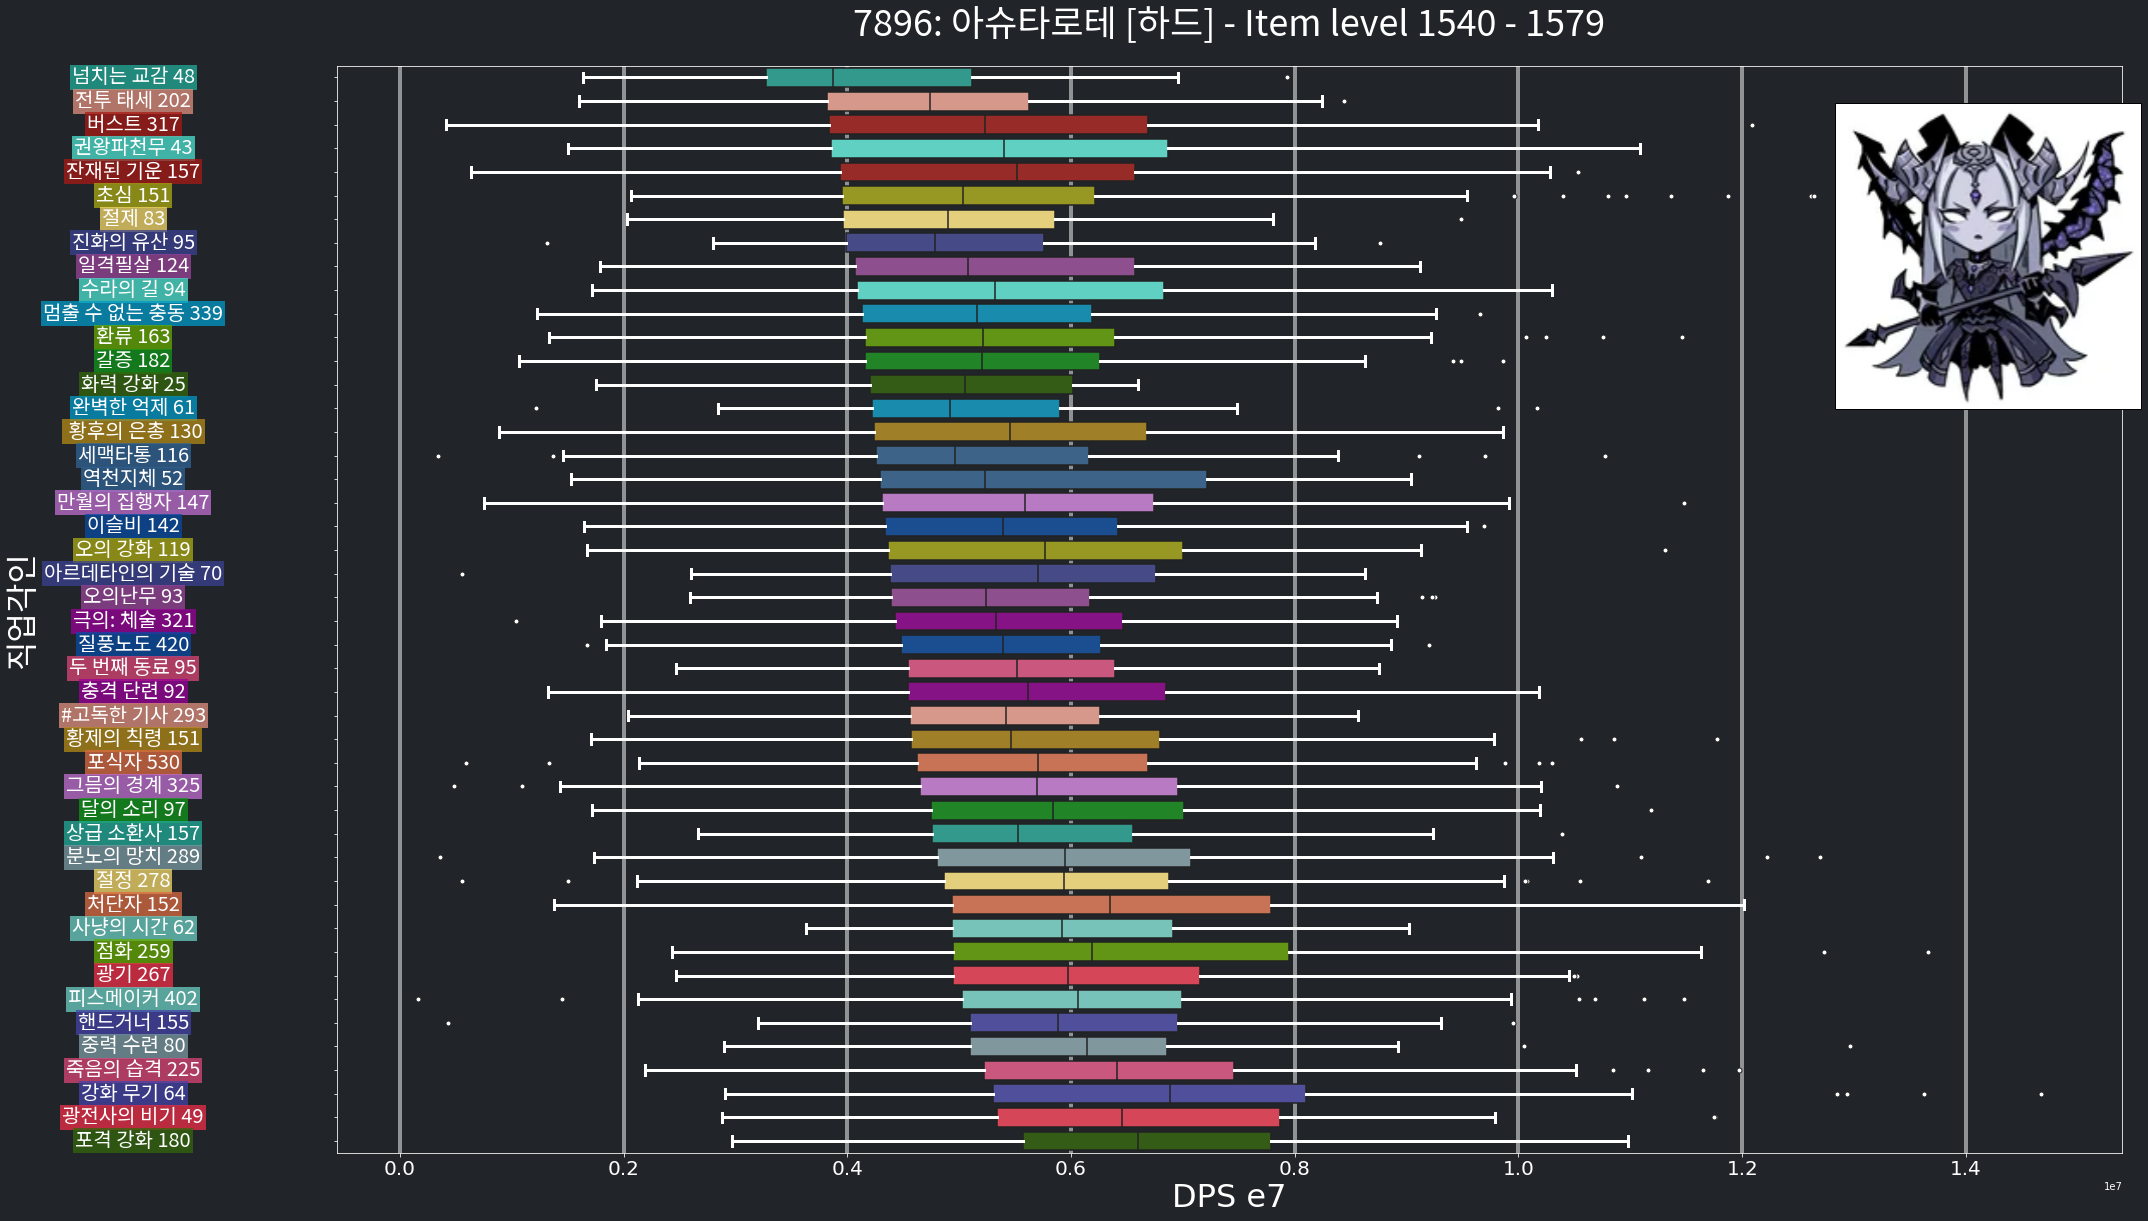 7896: 아슈타로테 [하드] - Item level 1540 - 1579
직업각인
넘치는 교감 48
전투 태세 202
버스트 317
권왕파천무 43
잔재된 기운 157
초심 151
절제 83
진화의 유산 95
일격필살 124
수라의 길 94
멈출 수 없는 충동 339
환류 163
갈증 182
화력 강화 25
완벽한 억제 61
황후의 은총 130
세맥타통 116
역천지체 52
만월의 집행자 147
이슬비 142
오의 강화 119
아르데타인의 기술 70
오의난무 93
극의: 체술 321
질풍노도 420
두 번째 동료 95
충격 단련 92
#고독한 기사 293
황제의 칙령 151
포식자 530
그믐의 경계 325
달의 소리 97
상급 소환사 157
분노의 망치 289
절정 278
처단자 152
사냥의 시간 62
점화 259
광기 267
피스메이커 402
핸드거너 155
중력 수련 80
죽음의 습격 225
강화 무기 64
광전사의 비기 49
포격 강화 180
0.0 0.2 0.4 0.6 0.8 1.0 1.2 1.4
1e7
DPS e7